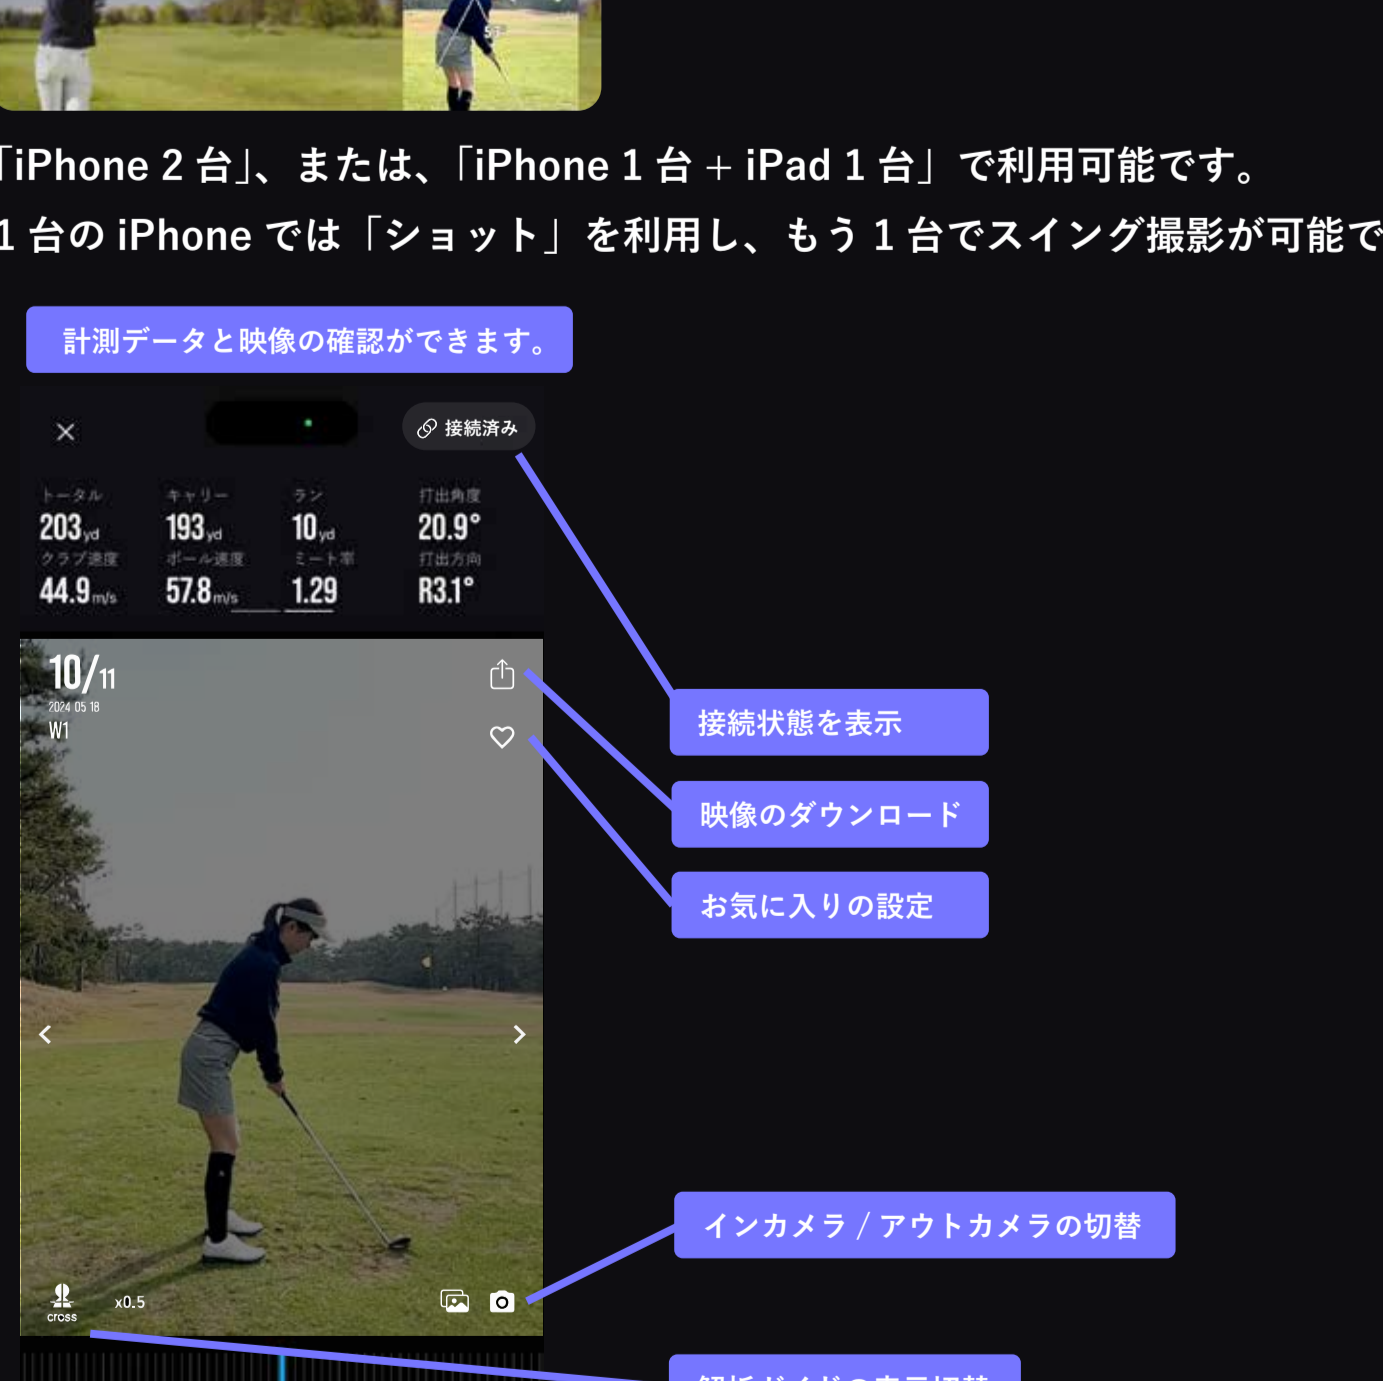 「iPhone 2 台」、または、「iPhone 1 台 + iPad 1 台」で利用可能です。
1 台の iPhone では「ショット」を利用し、もう 1 台でスイング撮影が可能で
計測データと映像の確認ができます。
接続済み
トータル キャリー ラン 打出角度
203yd 193yd 10yd 20.9°
クラブ速度 ボール速度 ミート率 打出方向
44.9m/s 57.8m/s 1.29 R3.1°
10/11
2024 05 18
W1
接続状態を表示
映像のダウンロード
お気に入りの設定
インカメラ / アウトカメラの切替
cross
x0.5